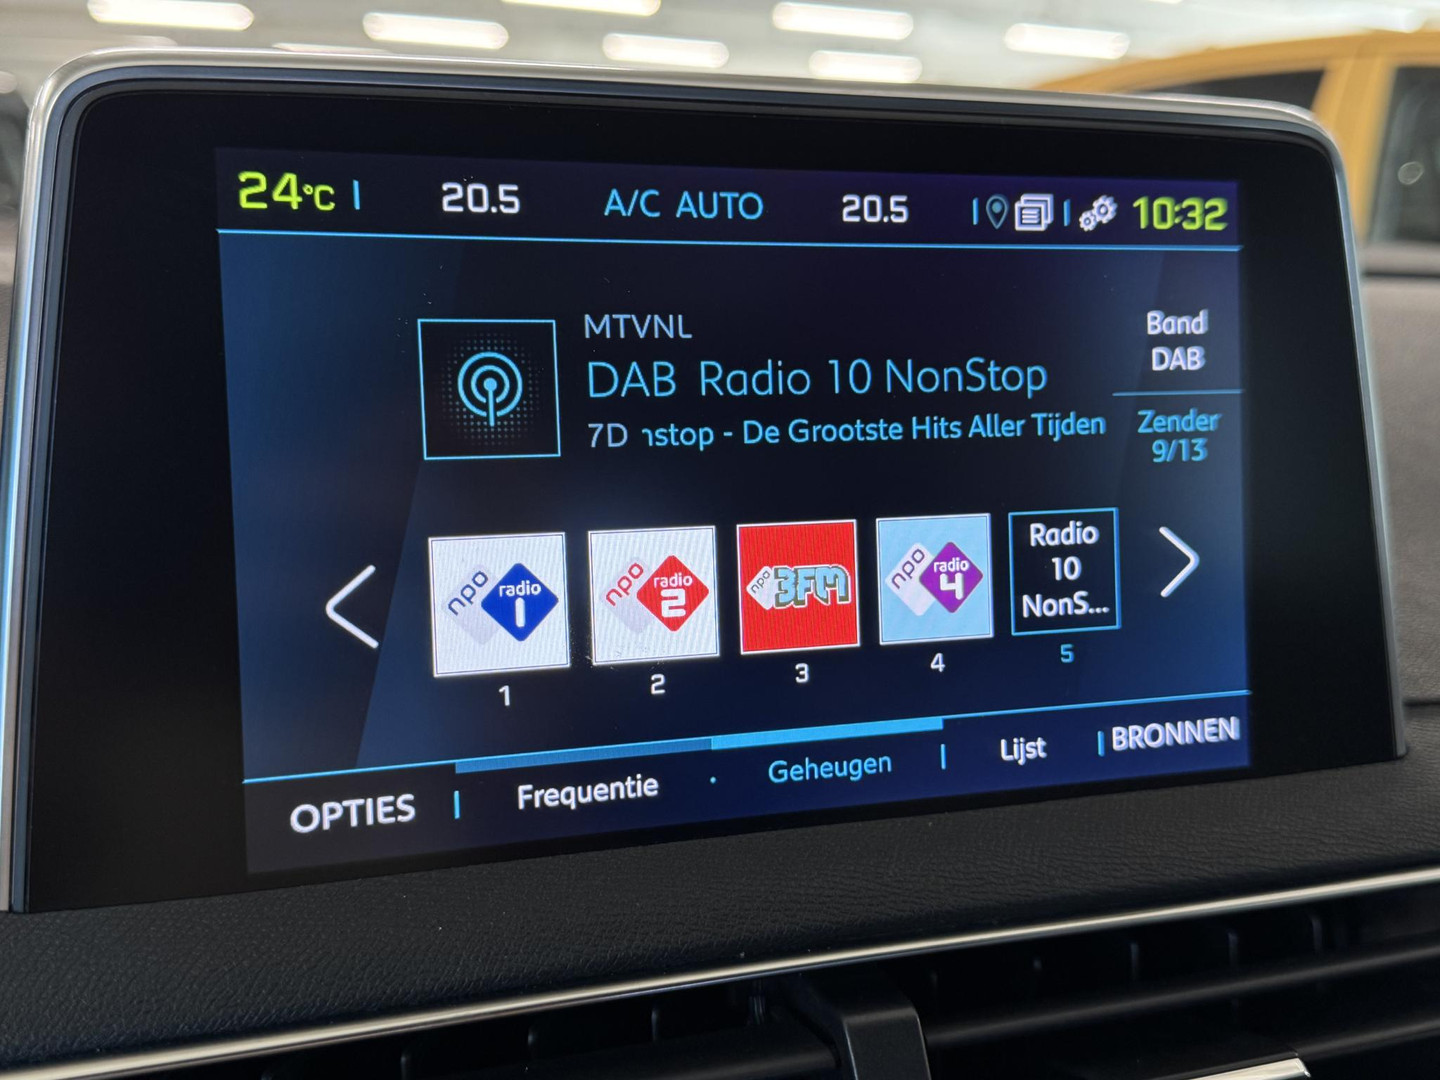 24°C 20.5 A/C AUTO 20.5 10:32
MTVNL
DAB Radio 10 NonStop
7D nstop - De Grootste Hits Aller Tijden
Band
DAB
Zender
9/13
npo radio 1
npo radio 2
npo 3FM
npo radio 4
Radio
10
NonS...
1 2 3 4 5
OPTIES Frequentie Geheugen Lijst BRONNEN